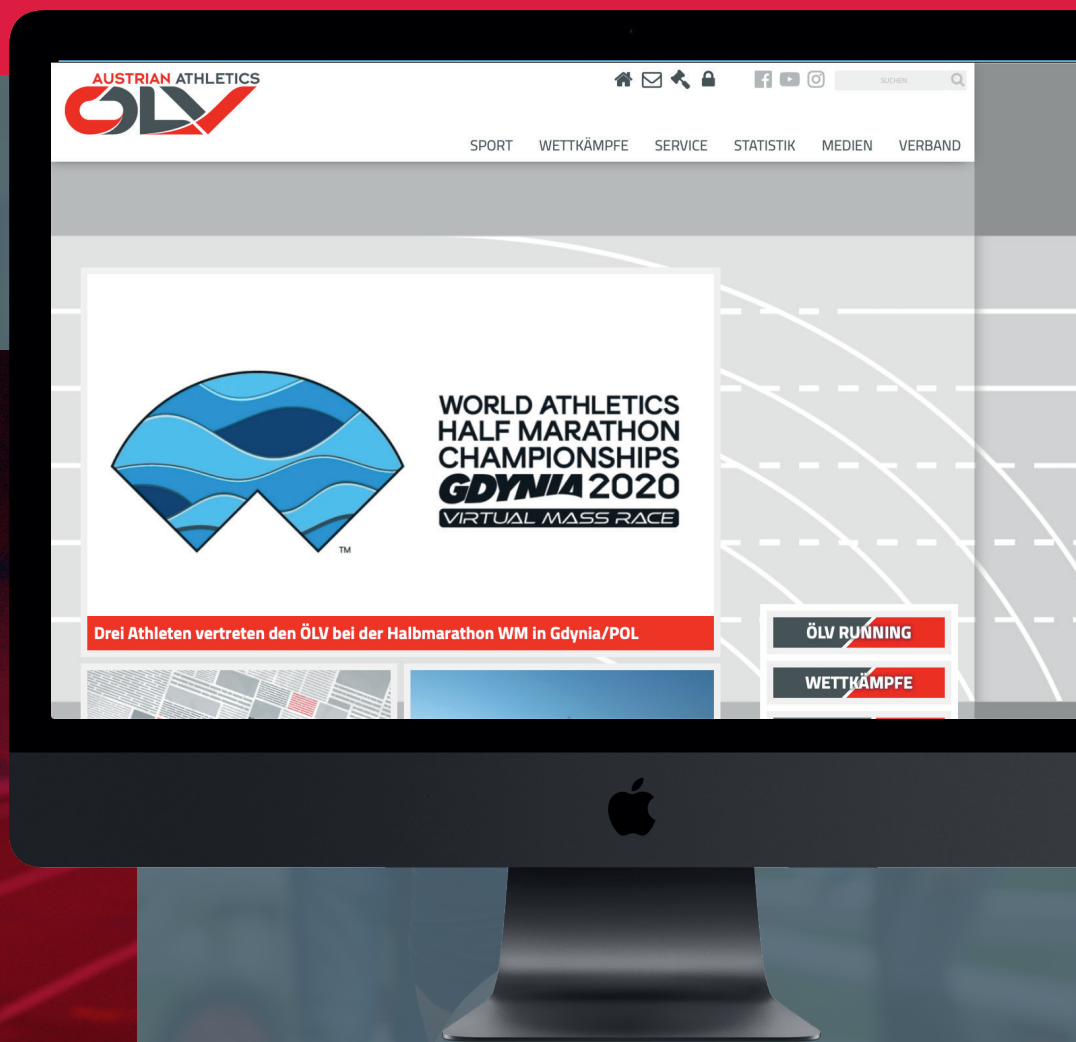 AUSTRIAN ATHLETICS
ÖLV
SUCHEN
SPORT WETTKÄMPFE SERVICE STATISTIK MEDIEN VERBAND
WORLD ATHLETICS
HALF MARATHON
CHAMPIONSHIPS
GDYNIA 2020
VIRTUAL MASS RACE
TM
Drei Athleten vertreten den ÖLV bei der Halbmarathon WM in Gdynia/POL
ÖLV RUNNING
WETTKÄMPFE